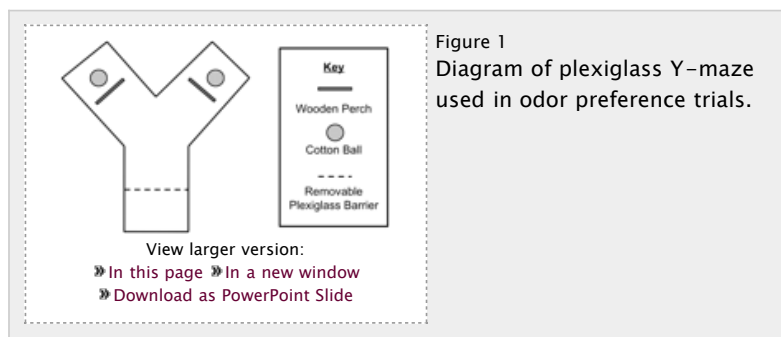 Key
Wooden Perch
Cotton Ball
Removable
Plexiglass Barrier
View larger version:
In this page In a new window
Download as PowerPoint Slide
Figure 1
Diagram of plexiglass Y-maze
used in odor preference trials.